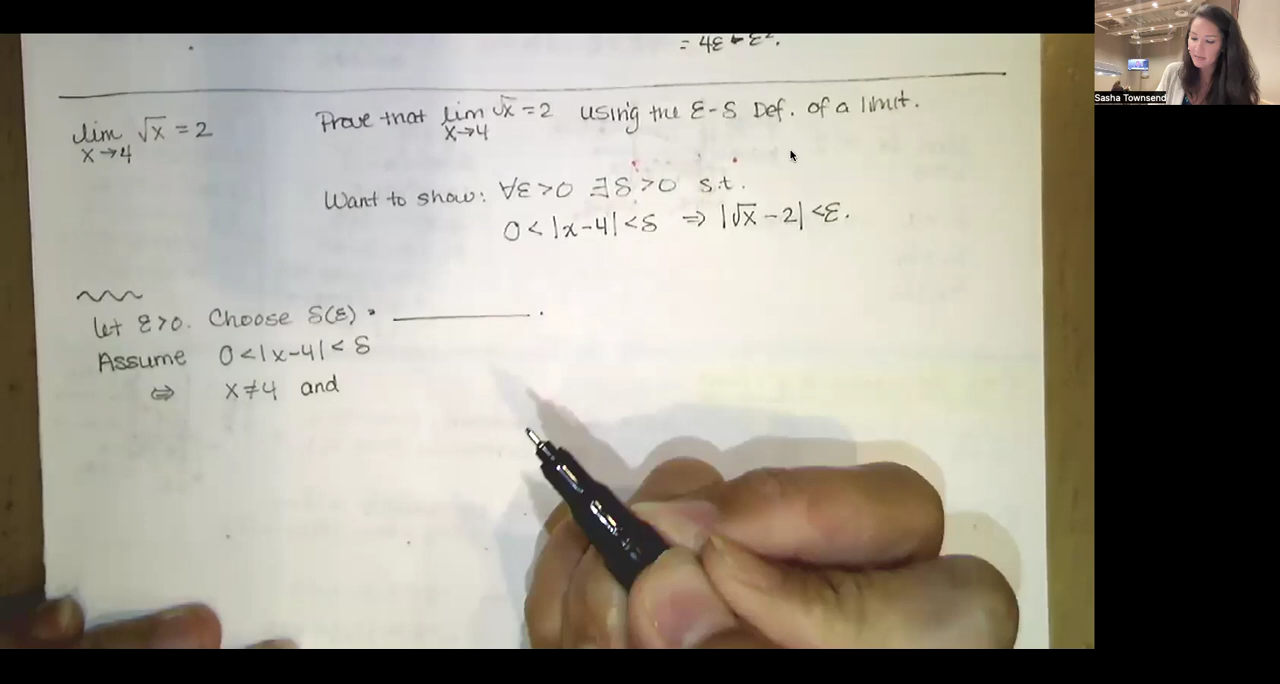 = 4ε - ε².
lim √x = 2
x→4
Prove that lim √x = 2 using the ε-δ Def. of a limit.
x→4
Want to show: ∀ε>0 ∃δ>0 s.t.
0 < |x-4| < δ ⇒ |√x - 2| < ε.
Let ε>0. Choose δ(ε) = ________.
Assume 0 < |x-4| < δ
⇔ x≠4 and
Sasha Townsend